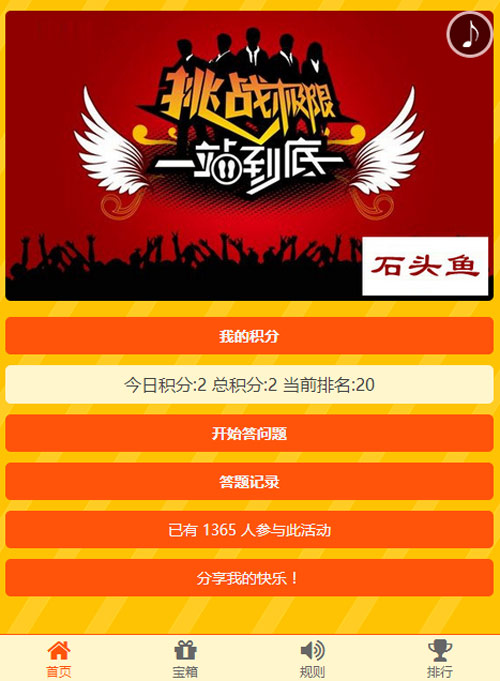 挑战极限
一站到底
石头鱼
我的积分
今日积分:2 总积分:2 当前排名:20
开始答问题
答题记录
已有 1365 人参与此活动
分享我的快乐！
首页
宝箱
规则
排行